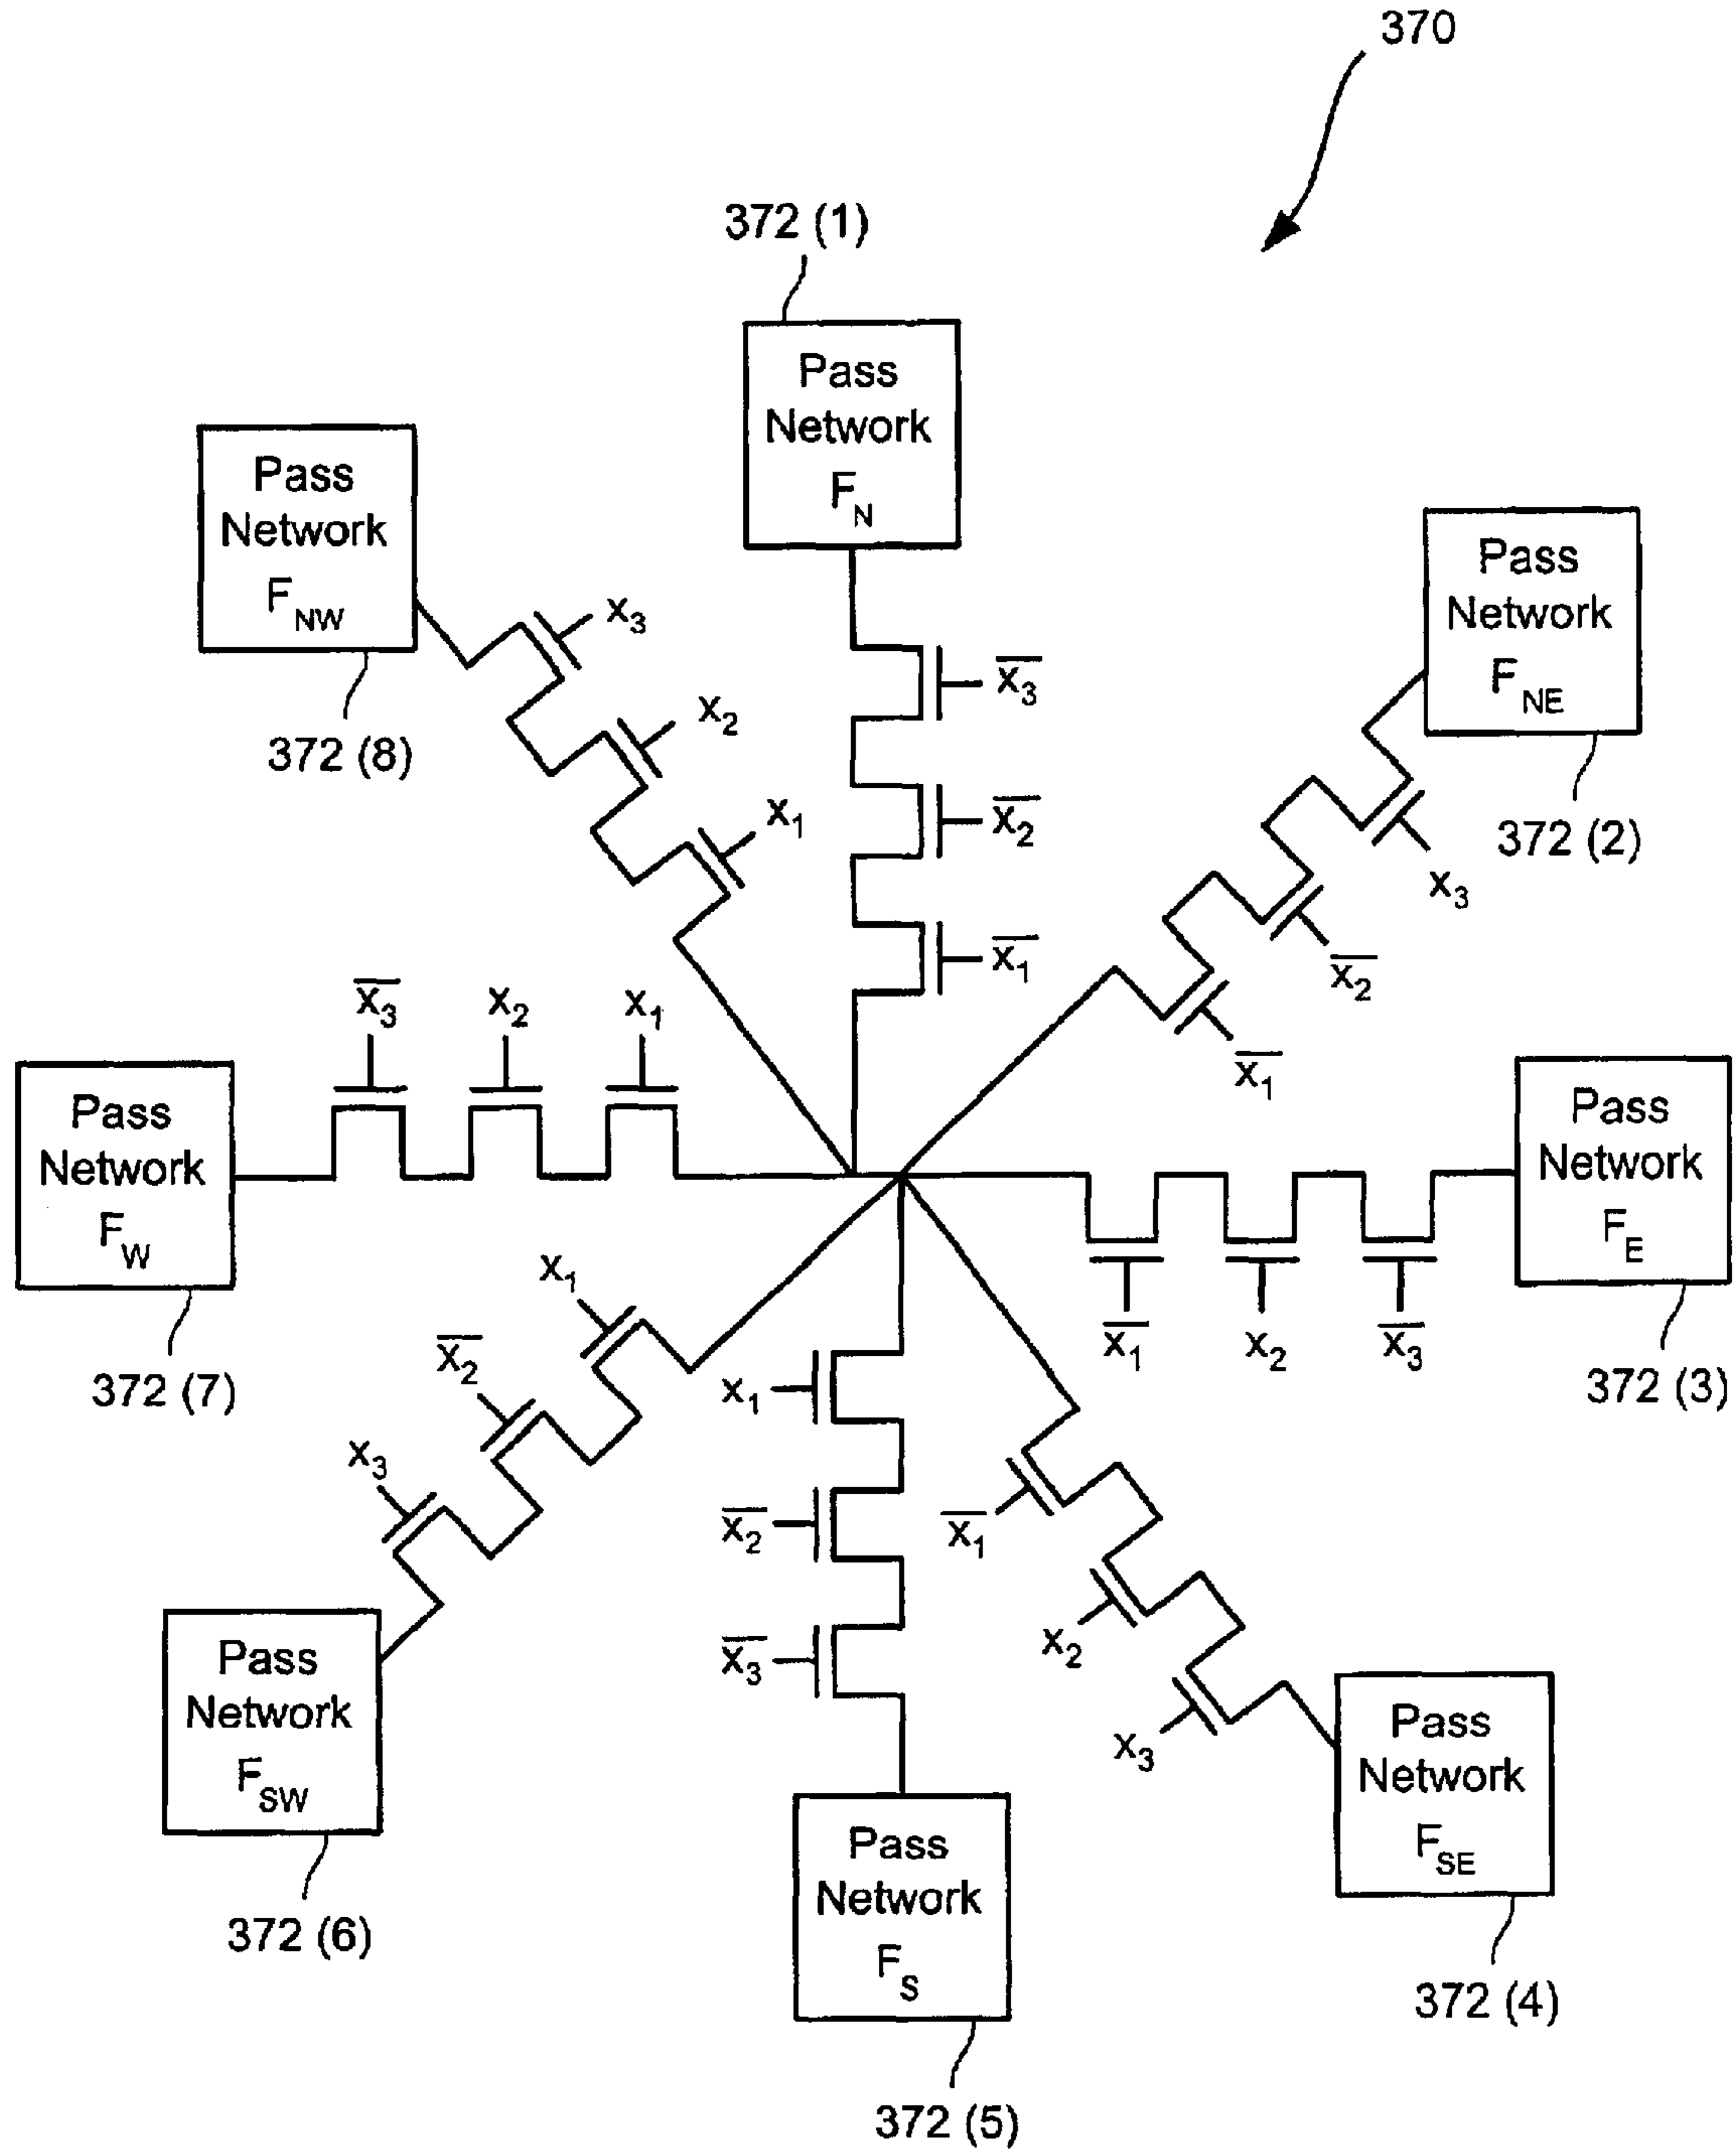 370
372 (1)
Pass
Network
F_N
Pass
Network
F_NW
x_3
x̅_3
Pass
Network
F_NE
x_2
372 (8)
x̅_2
x_1
372 (2)
x_3
x̅_1
x̅_2
x̅_3 x_2 x_1
x̅_1
Pass
Network
F_W
Pass
Network
F_E
x_1
x̅_1 x_2 x̅_3
x̅_2
372 (7)
x_1
372 (3)
x_3
x̅_2
x̅_1
x_2
x̅_3
Pass
Network
F_SW
x_3
Pass
Network
F_SE
Pass
Network
F_S
372 (6)
372 (4)
372 (5)